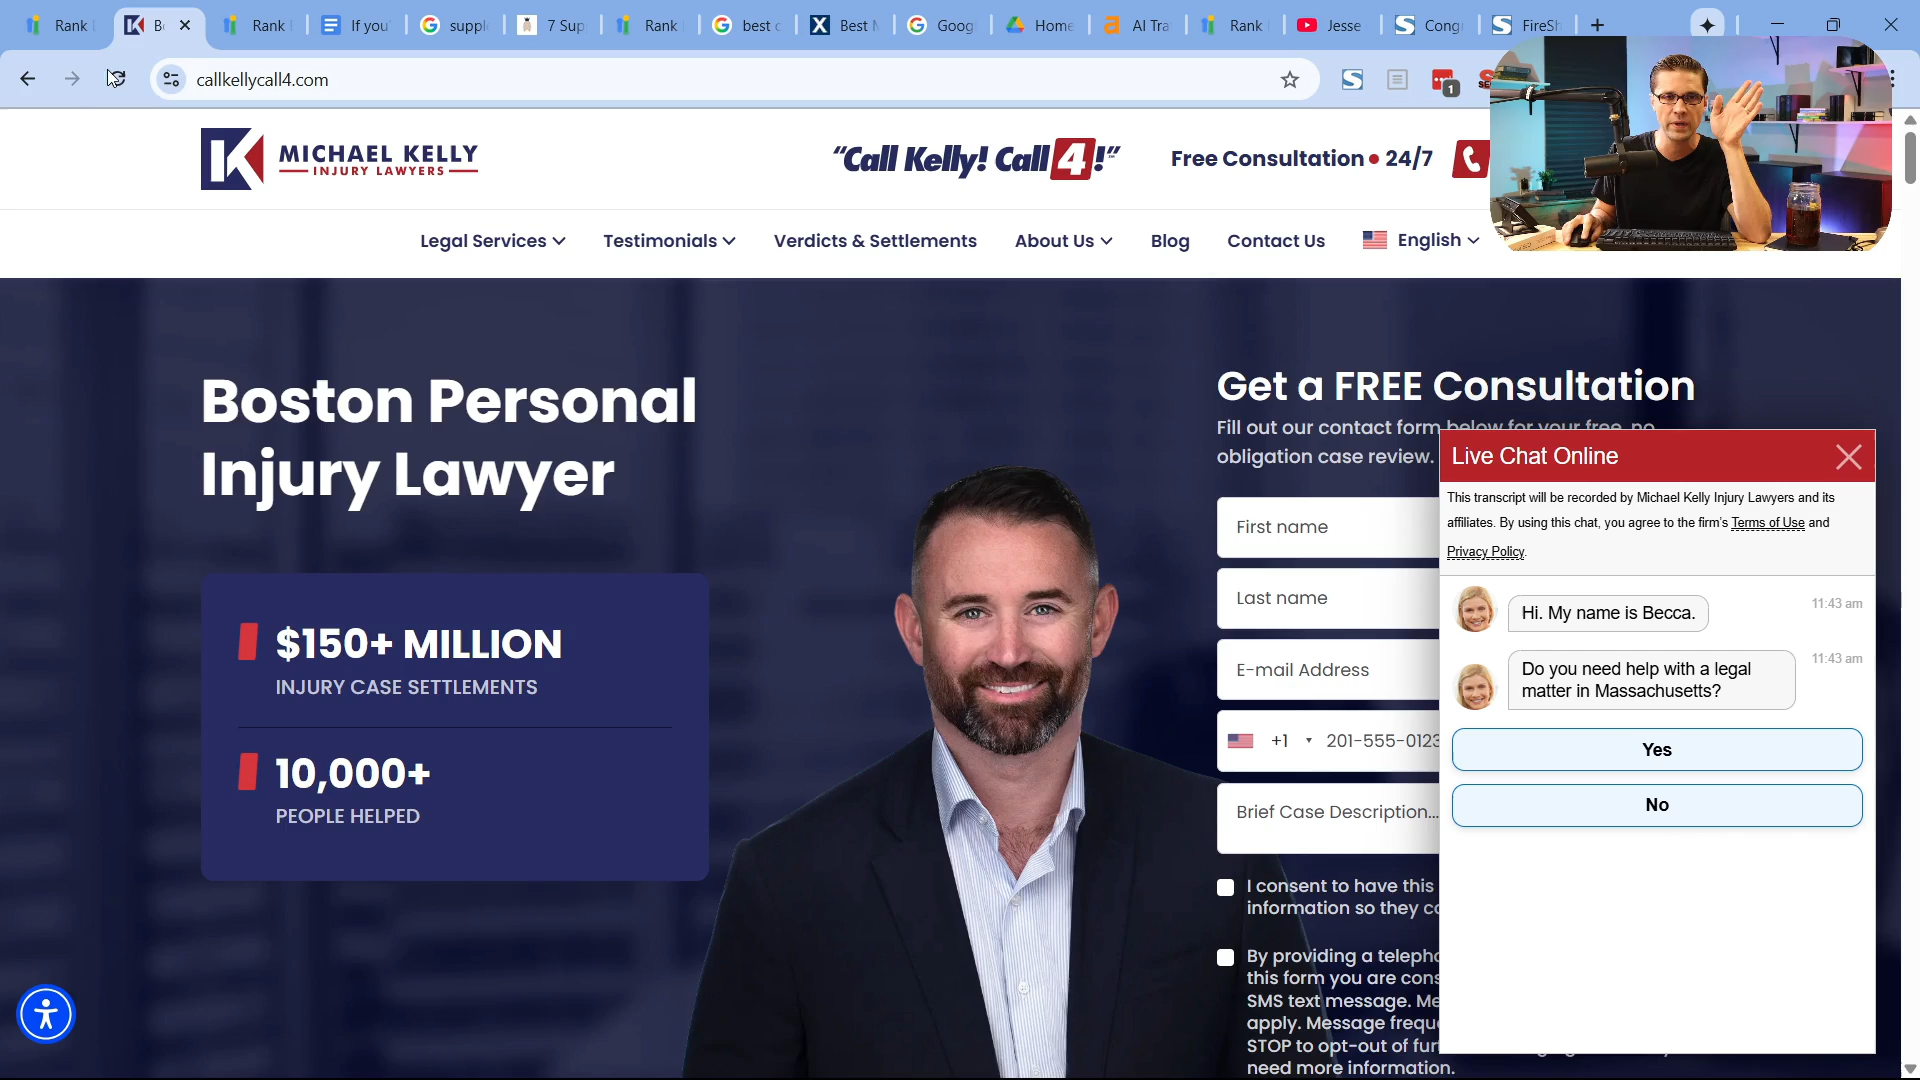 Rank
Bo
Rank
If you
supple
7 Sup
Rank
best c
Best
Goog
Home
AI Tra
Rank
Jesse
Cong
FireSh
callkellycall4.com
1
MICHAEL KELLY
INJURY LAWYERS
“Call Kelly! Call 4!”
Free Consultation • 24/7
Legal Services
Testimonials
Verdicts & Settlements
About Us
Blog
Contact Us
English
Boston Personal
Injury Lawyer
$150+ MILLION
INJURY CASE SETTLEMENTS
10,000+
PEOPLE HELPED
Get a FREE Consultation
Fill out our contact form below for your free, no
obligation case review.
First name
Last name
E-mail Address
+1 201-555-0123
Brief Case Description...
I consent to have this
information so they
By providing a
this form you are
SMS text message.
apply. Message
STOP to opt-out of
need more information.
Live Chat Online
This transcript will be recorded by Michael Kelly Injury Lawyers and its
affiliates. By using this chat, you agree to the firm's Terms of Use and
Privacy Policy.
Hi. My name is Becca.
11:43 am
Do you need help with a legal
matter in Massachusetts?
11:43 am
Yes
No